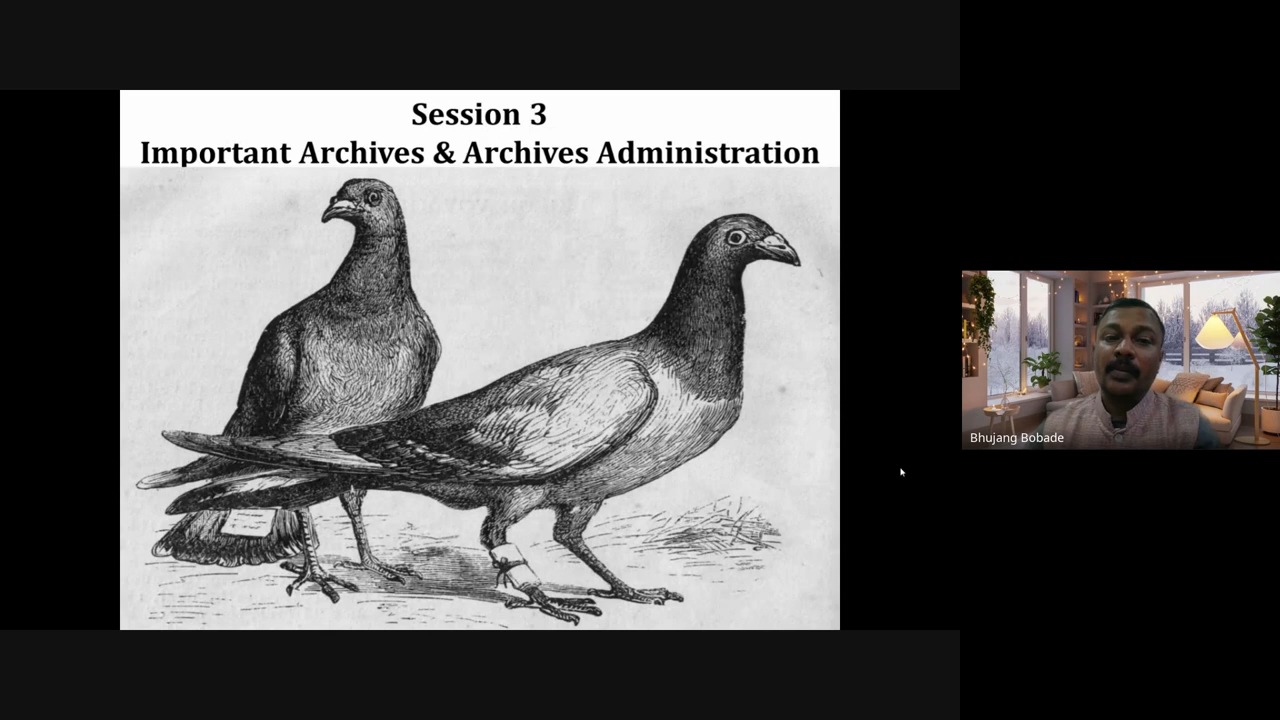 Session 3
Important Archives & Archives Administration
Bhujang Bobade